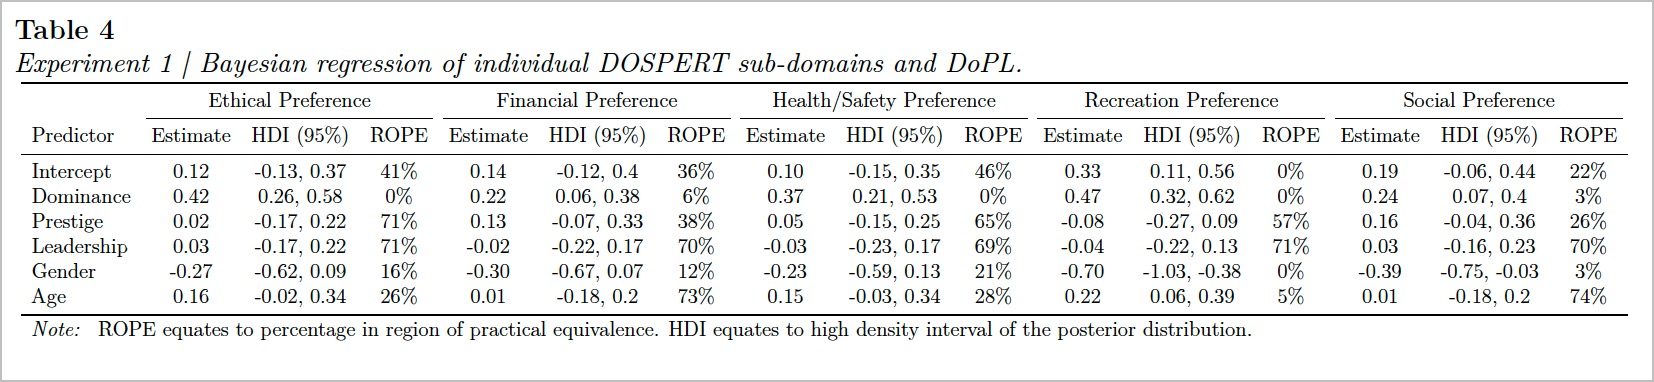 Table 4
Experiment 1 | Bayesian regression of individual DOSPERT sub-domains and DoPL.
Ethical Preference Financial Preference Health/Safety Preference Recreation Preference Social Preference
Predictor Estimate HDI (95%) ROPE Estimate HDI (95%) ROPE Estimate HDI (95%) ROPE Estimate HDI (95%) ROPE Estimate HDI (95%) ROPE
Intercept 0.12 -0.13, 0.37 41% 0.14 -0.12, 0.4 36% 0.10 -0.15, 0.35 46% 0.33 0.11, 0.56 0% 0.19 -0.06, 0.44 22%
Dominance 0.42 0.26, 0.58 0% 0.22 0.06, 0.38 6% 0.37 0.21, 0.53 0% 0.47 0.32, 0.62 0% 0.24 0.07, 0.4 3%
Prestige 0.02 -0.17, 0.22 71% 0.13 -0.07, 0.33 38% 0.05 -0.15, 0.25 65% -0.08 -0.27, 0.09 57% 0.16 -0.04, 0.36 26%
Leadership 0.03 -0.17, 0.22 71% -0.02 -0.22, 0.17 70% -0.03 -0.23, 0.17 69% -0.04 -0.22, 0.13 71% 0.03 -0.16, 0.23 70%
Gender -0.27 -0.62, 0.09 16% -0.30 -0.67, 0.07 12% -0.23 -0.59, 0.13 21% -0.70 -1.03, -0.38 0% -0.39 -0.75, -0.03 3%
Age 0.16 -0.02, 0.34 26% 0.01 -0.18, 0.2 73% 0.15 -0.03, 0.34 28% 0.22 0.06, 0.39 5% 0.01 -0.18, 0.2 74%
Note: ROPE equates to percentage in region of practical equivalence. HDI equates to high density interval of the posterior distribution.